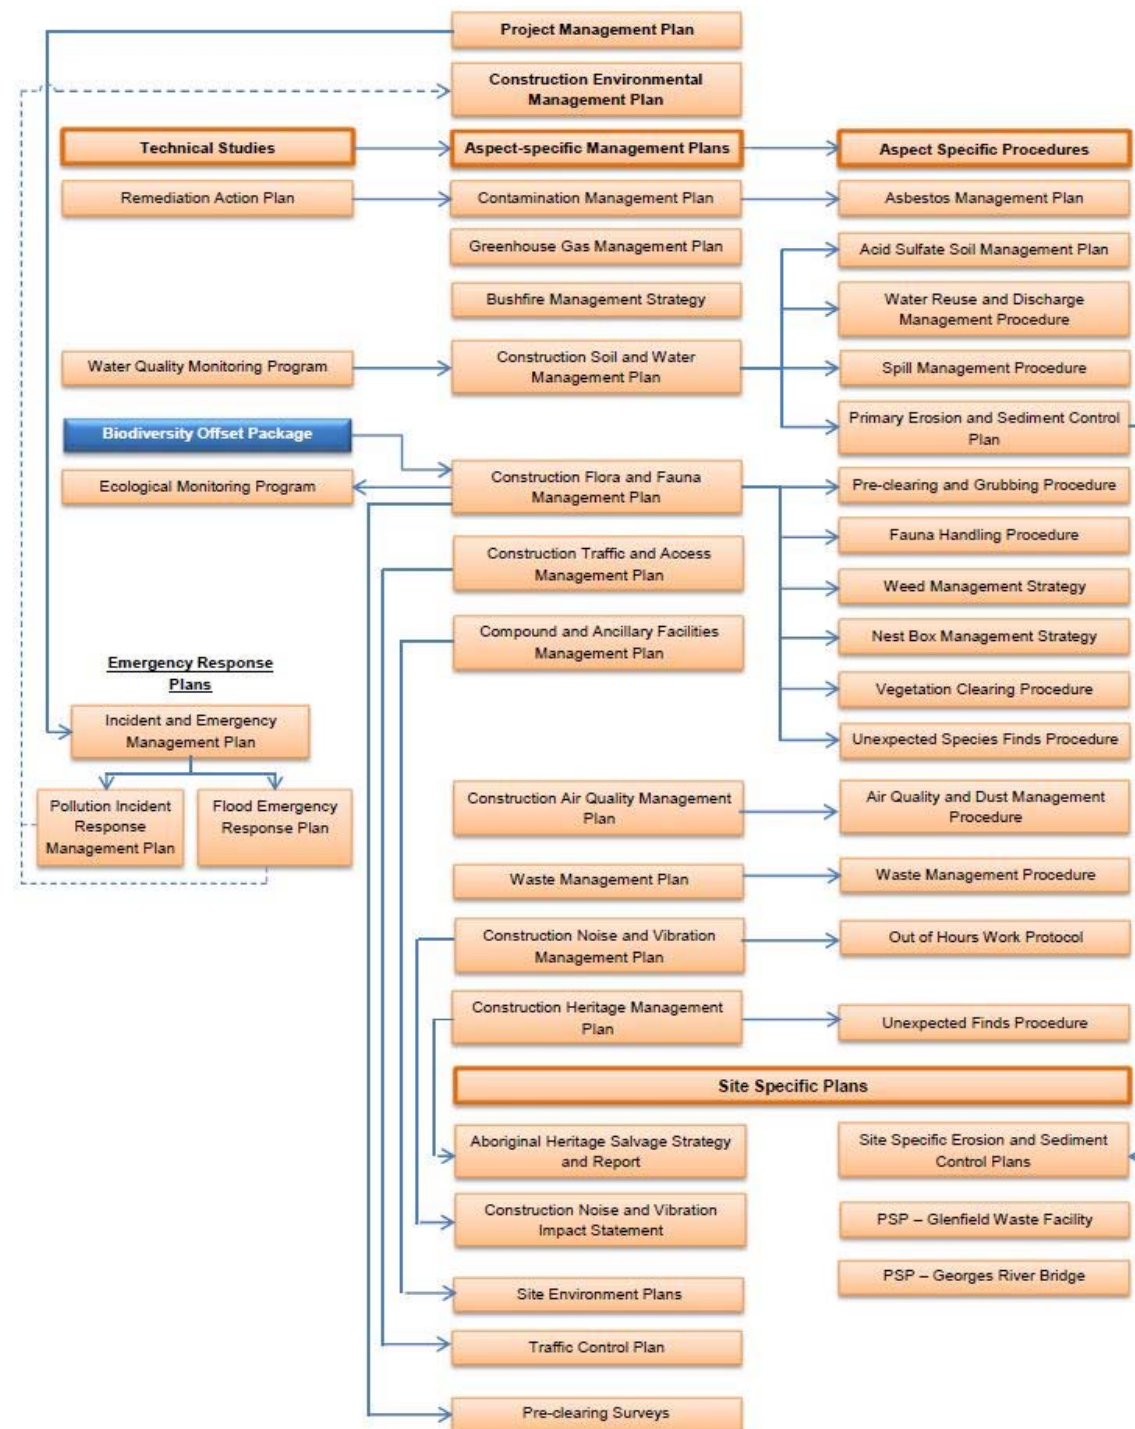 Project Management Plan
Construction Environmental
Management Plan
Technical Studies
Aspect-specific Management Plans
Aspect Specific Procedures
Remediation Action Plan
Contamination Management Plan
Asbestos Management Plan
Greenhouse Gas Management Plan
Acid Sulfate Soil Management Plan
Bushfire Management Strategy
Water Reuse and Discharge
Management Procedure
Water Quality Monitoring Program
Construction Soil and Water
Management Plan
Spill Management Procedure
Biodiversity Offset Package
Primary Erosion and Sediment Control
Plan
Ecological Monitoring Program
Construction Flora and Fauna
Management Plan
Pre-clearing and Grubbing Procedure
Fauna Handling Procedure
Construction Traffic and Access
Management Plan
Weed Management Strategy
Compound and Ancillary Facilities
Management Plan
Nest Box Management Strategy
Vegetation Clearing Procedure
Unexpected Species Finds Procedure
Emergency Response
Plans
Incident and Emergency
Management Plan
Pollution Incident
Response
Management Plan
Flood Emergency
Response Plan
Construction Air Quality Management
Plan
Air Quality and Dust Management
Procedure
Waste Management Plan
Waste Management Procedure
Construction Noise and Vibration
Management Plan
Out of Hours Work Protocol
Construction Heritage Management
Plan
Unexpected Finds Procedure
Site Specific Plans
Aboriginal Heritage Salvage Strategy
and Report
Site Specific Erosion and Sediment
Control Plans
Construction Noise and Vibration
Impact Statement
PSP – Glenfield Waste Facility
Site Environment Plans
PSP – Georges River Bridge
Traffic Control Plan
Pre-clearing Surveys